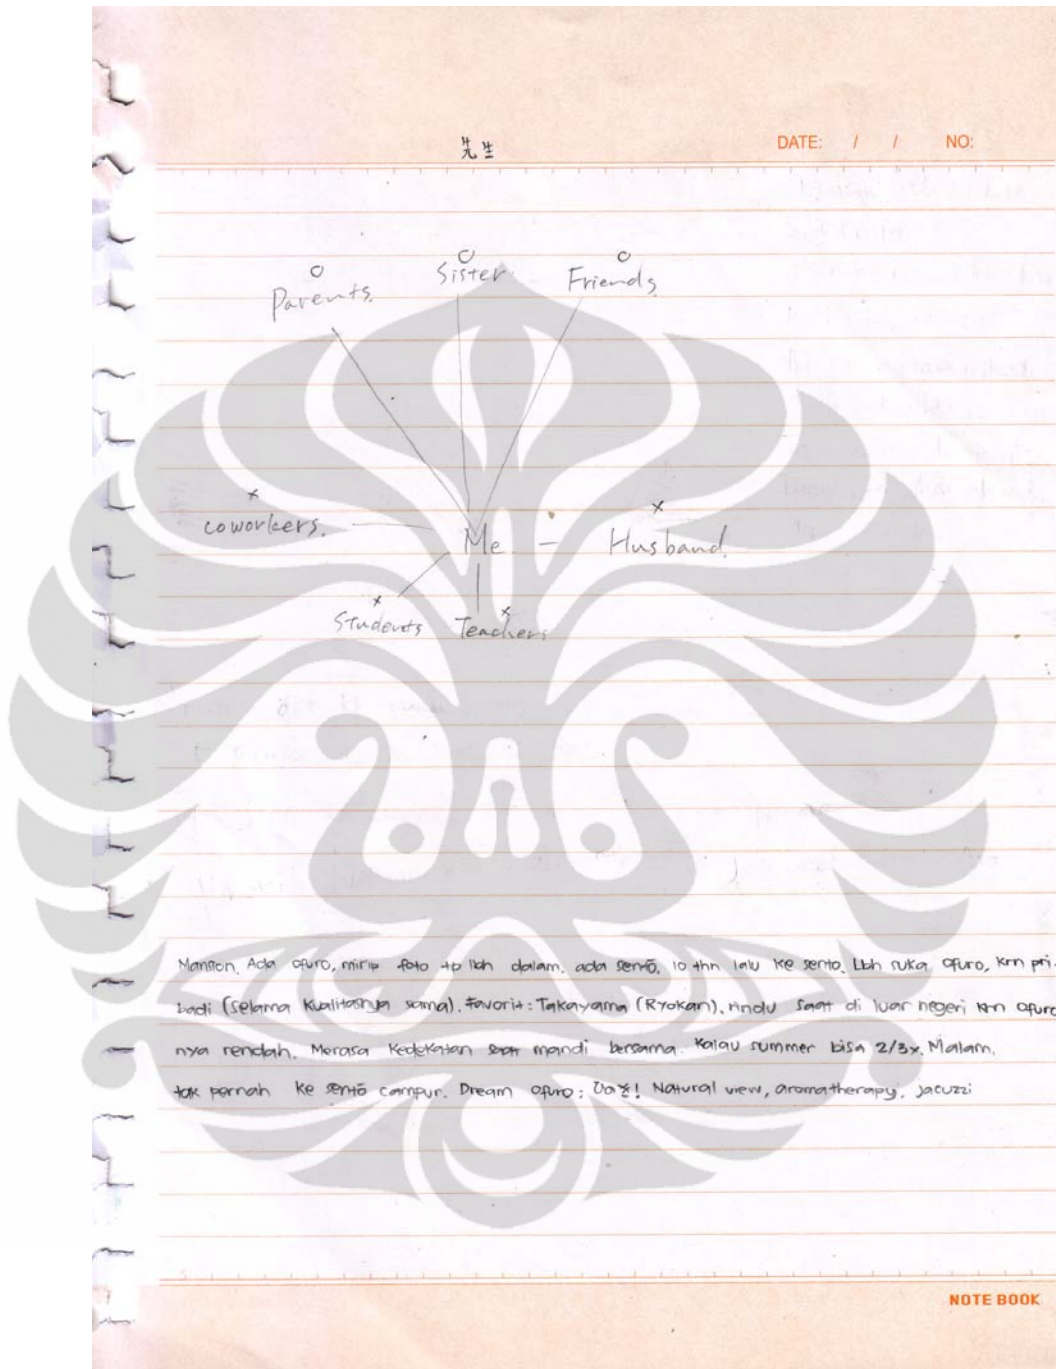 先生
DATE: / / NO:
Parents.
Sister
Friends
coworkers.
Me
Husband
Students
Teachers
Mansion. Ada ofuro, mirip foto tp lbh dalam. ada sentō. 10 thn lalu ke sento. Lbh suka ofuro, krn pri-
badi (selama kualitasnya sama). Favorit: Takayama (Ryokan). rindu saat di luar negeri krn ofuro
nya rendah. Merasa kedekatan saat mandi bersama. Kalau summer bisa 2/3x. Malam.
tak pernah ke sentō campur. Dream ofuro: ! Natural view, aromatherapy, jacuzzi
NOTE BOOK